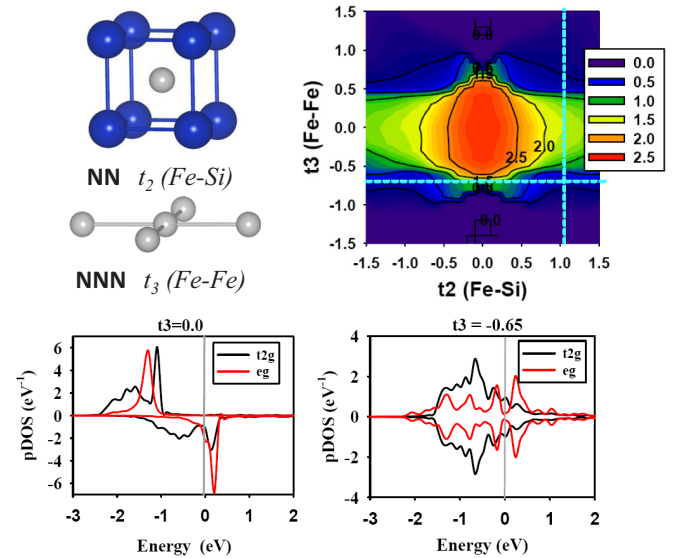 NN t₂ (Fe-Si)
NNN t₃ (Fe-Fe)
1.5
1.0
0.5
0.0
-0.5
-1.0
-1.5
t3 (Fe-Fe)
-1.5 -1.0 -0.5 0.0 0.5 1.0 1.5
t2 (Fe-Si)
0.0
2.0
2.5
1.5
0.0
0.0
0.5
1.0
1.5
2.0
2.5
t3=0.0
6
4
2
0
-2
-4
-6
pDOS (eV⁻¹)
t2g
eg
-3 -2 -1 0 1 2
Energy (eV)
t3 = -0.65
4
2
0
-2
-4
pDOS (eV⁻¹)
t2g
eg
-3 -2 -1 0 1 2
Energy (eV)